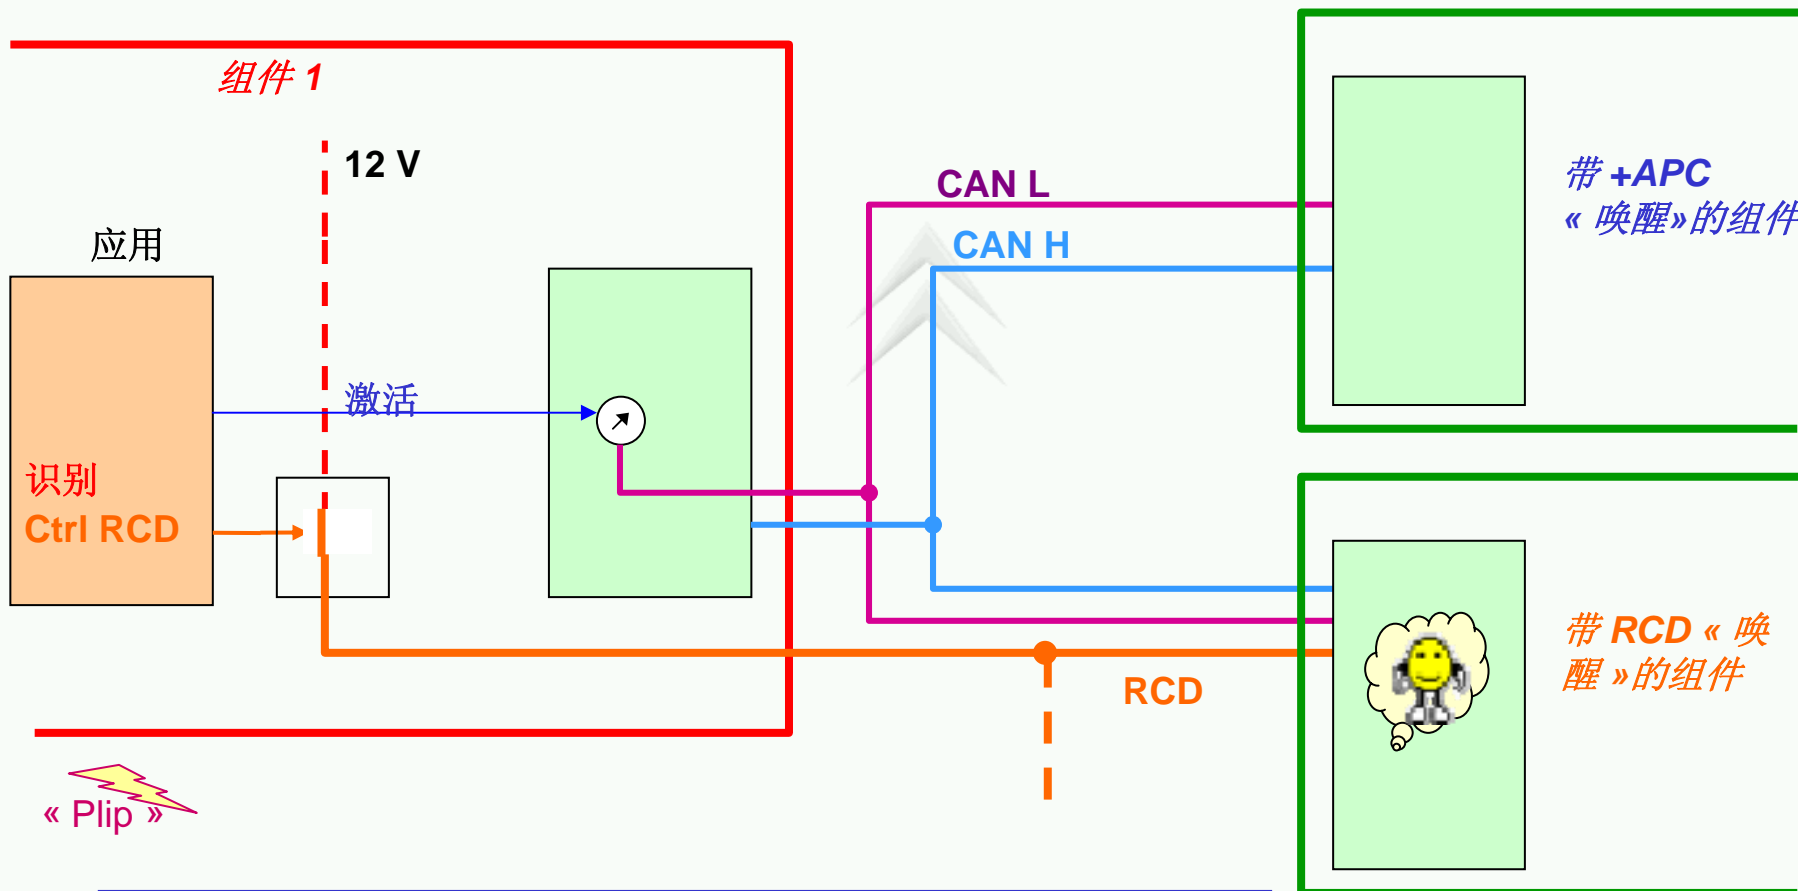 组件 1
12 V
应用
激活
识别
Ctrl RCD
« Plip »
CAN L
CAN H
RCD
带 +APC
« 唤醒»的组件
带 RCD « 唤
醒 »的组件